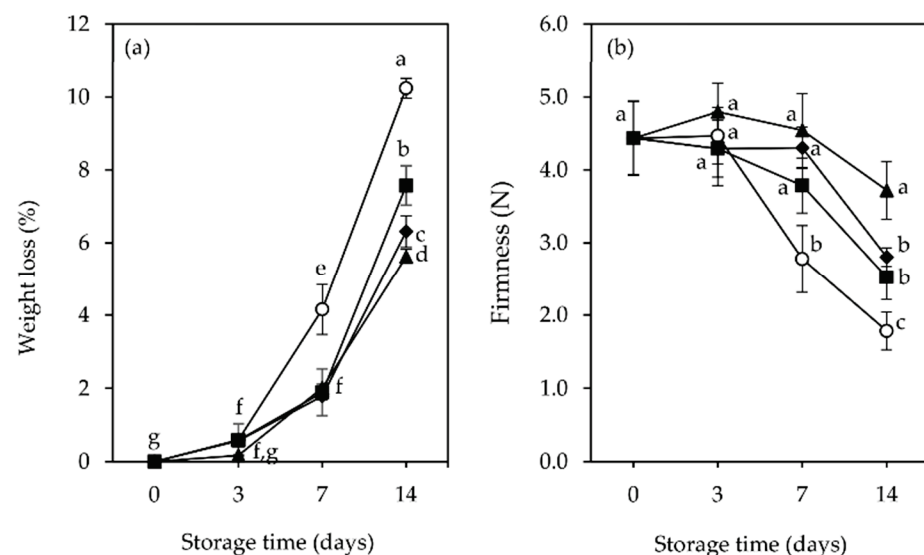 (a)
12
10
8
6
4
2
0
Weight loss (%)
a
b
c
d
e
f
f
f,g
g
0 3 7 14
Storage time (days)
(b)
6.0
5.0
4.0
3.0
2.0
1.0
0.0
Firmness (N)
a
a
a
a
a
a
a
a
b
b
b
c
0 3 7 14
Storage time (days)